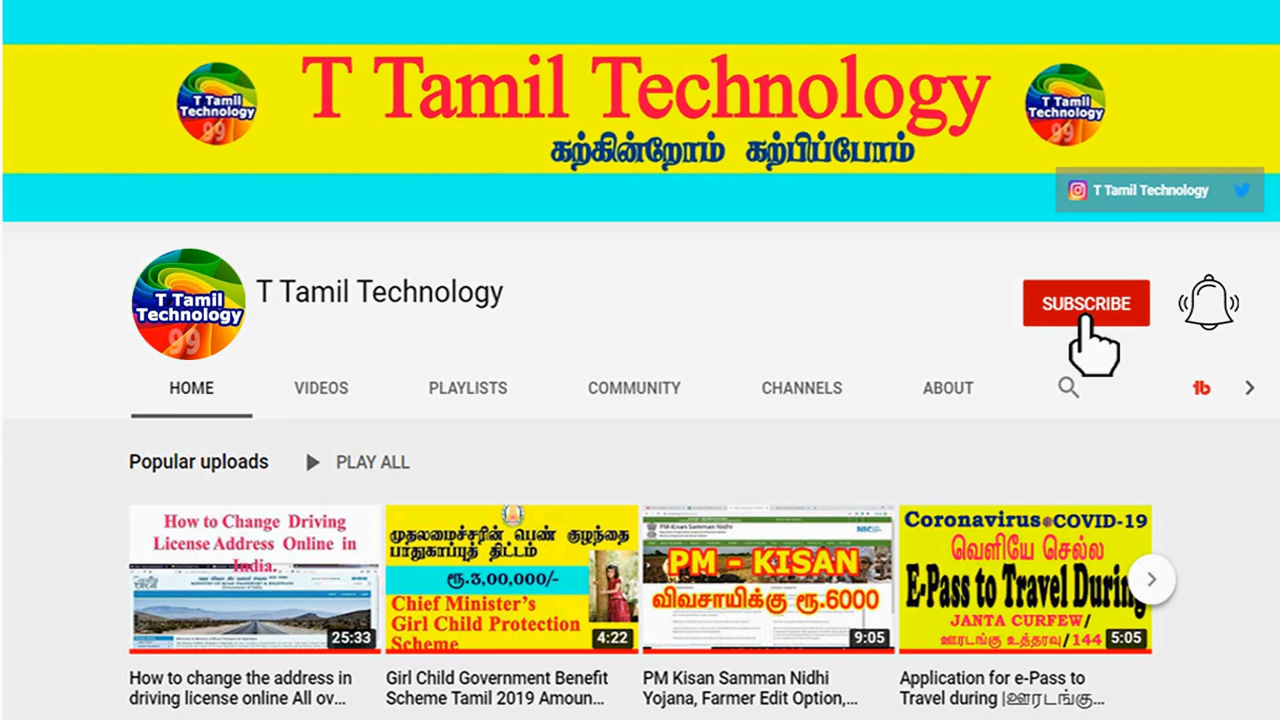 T Tamil Technology
கற்கின்றோம் கற்பிப்போம்
T Tamil
Technology
99
T Tamil
Technology
99
T Tamil Technology
T Tamil
Technology
99
T Tamil Technology
SUBSCRIBE
HOME VIDEOS PLAYLISTS COMMUNITY CHANNELS ABOUT
Popular uploads PLAY ALL
How to Change Driving
License Address Online in
India.
25:33
How to change the address in
driving license online All ov...
முதலமைச்சரின் பெண் குழந்தை
பாதுகாப்புத் திட்டம்
ரூ.3,00,000/-
Chief Minister's
Girl Child Protection
Scheme
4:22
Girl Child Government Benefit
Scheme Tamil 2019 Amoun...
PM-Kisan Samman Nidhi
NIC
PM - KISAN
விவசாயிக்கு ரூ.6000
9:05
PM Kisan Samman Nidhi
Yojana, Farmer Edit Option,...
Coronavirus COVID-19
வெளியே செல்ல
E-Pass to Travel During
JANTA CURFEW/
ஊரடங்கு உத்தரவு/ 144
5:05
Application for e-Pass to
Travel during |ஊரடங்கு...